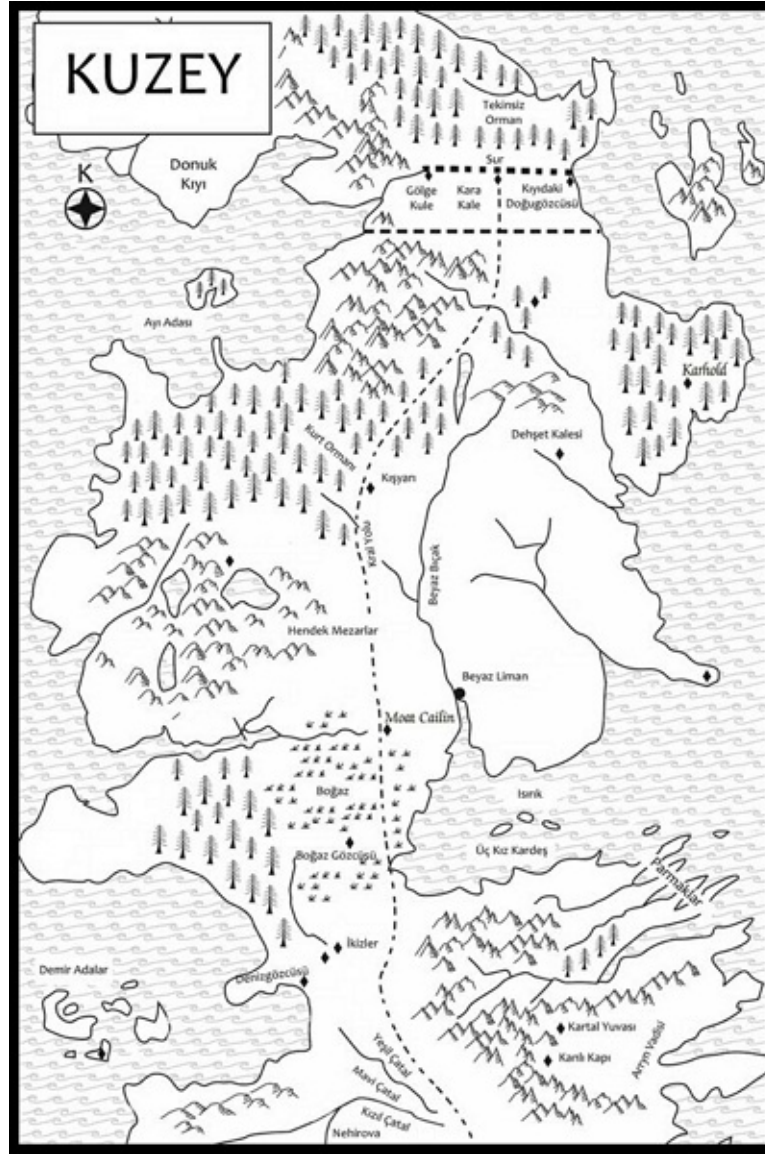 KUZEY
Tekinsiz
Orman
Donuk
Kıyı
K
Sur
Gölge
Kule
Kara
Kale
Kıyıdaki
Doğugözcüsü
Ayı Adası
Karhold
Kurt Ormanı
Dehşet Kalesi
Kışyarı
Kral Yolu
Beyaz Bıçak
Hendek Mezarlar
Beyaz Liman
Moat Cailin
Boğaz
Isırık
Boğaz Gözcüsü
Üç Kız Kardeş
Parmaklar
İkizler
Demir Adalar
Denizgözcüsü
Kartal Yuvası
Kanlı Kapı
Arryn Vadisi
Yeşil Çatal
Mavi Çatal
Kızıl Çatal
Nehirova